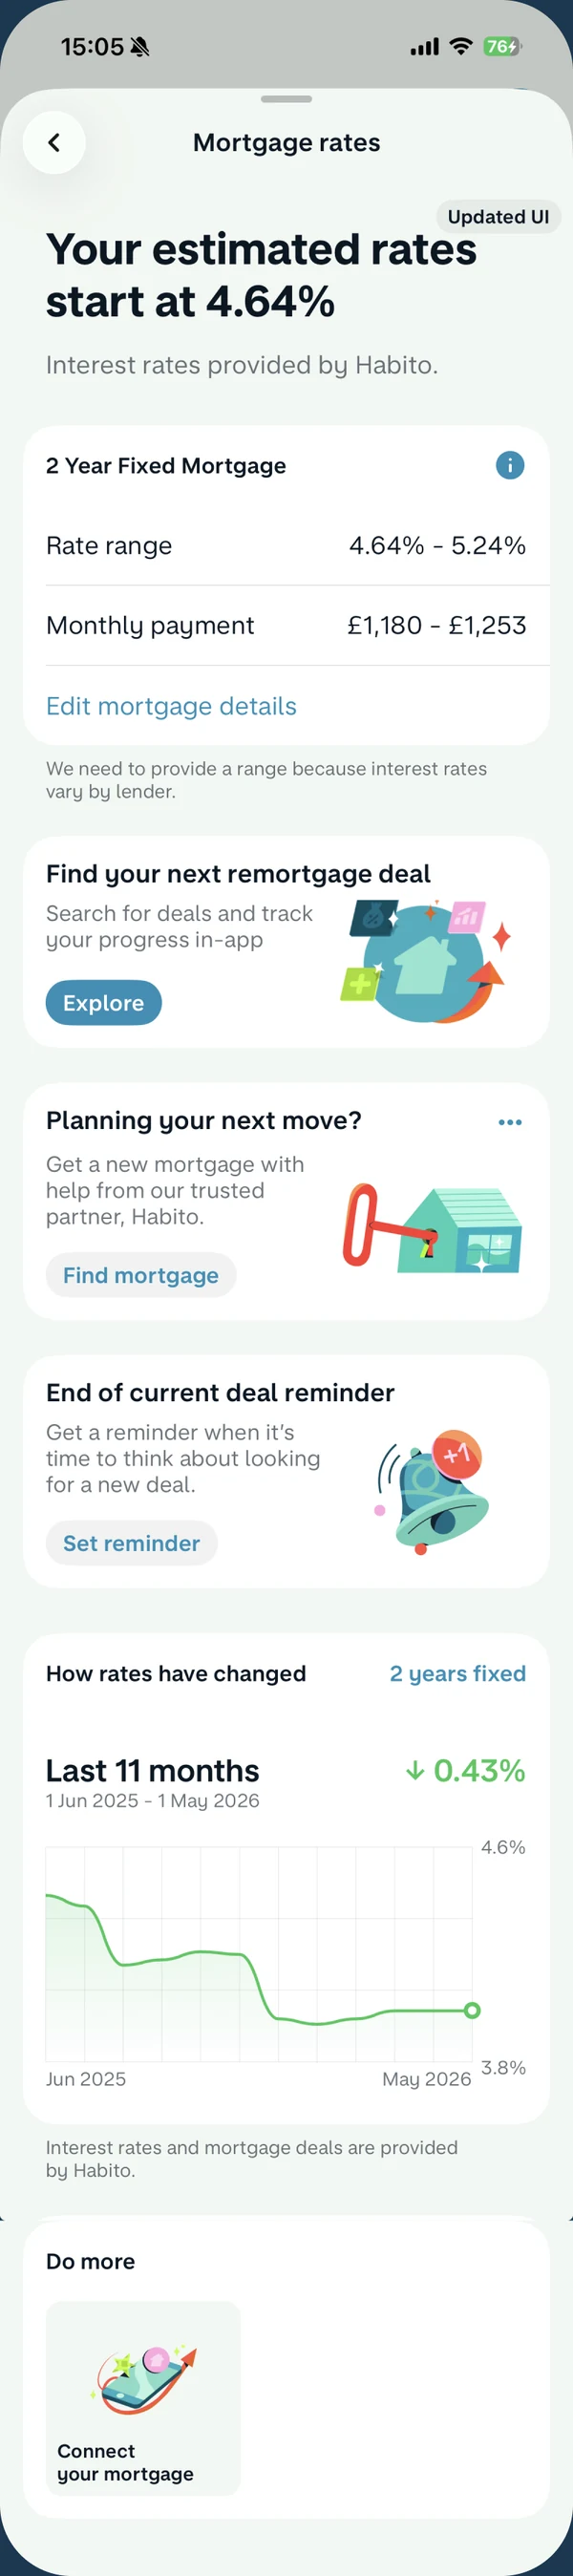 15:05
76
Mortgage rates
Updated UI
Your estimated rates
start at 4.64%
Interest rates provided by Habito.
2 Year Fixed Mortgage
Rate range 4.64% - 5.24%
Monthly payment £1,180 - £1,253
Edit mortgage details
We need to provide a range because interest rates
vary by lender.
Find your next remortgage deal
Search for deals and track
your progress in-app
Explore
Planning your next move?
Get a new mortgage with
help from our trusted
partner, Habito.
Find mortgage
End of current deal reminder
Get a reminder when it's
time to think about looking
for a new deal.
+1
Set reminder
How rates have changed 2 years fixed
Last 11 months ↓ 0.43%
1 Jun 2025 - 1 May 2026
4.6%
3.8%
Jun 2025 May 2026
Interest rates and mortgage deals are provided
by Habito.
Do more
Connect
your mortgage